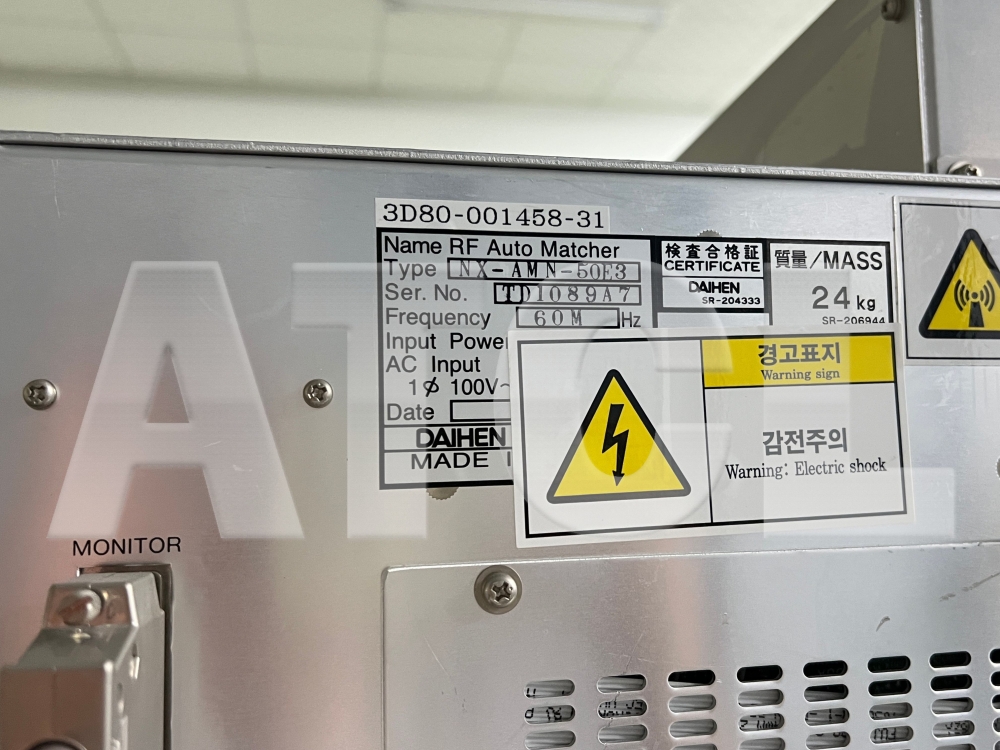 3D80-001458-31
Name RF Auto Matcher
Type NX-AMN-50E3
Ser. No. TD1089A7
Frequency 60M Hz
Input Power
AC Input
1φ 100V~
Date
DAIHEN
MADE I
検査合格証
CERTIFICATE
DAIHEN
SR-204333
質量/MASS
24kg
SR-206944
경고표지
Warning sign
감전주의
Warning: Electric shock
MONITOR